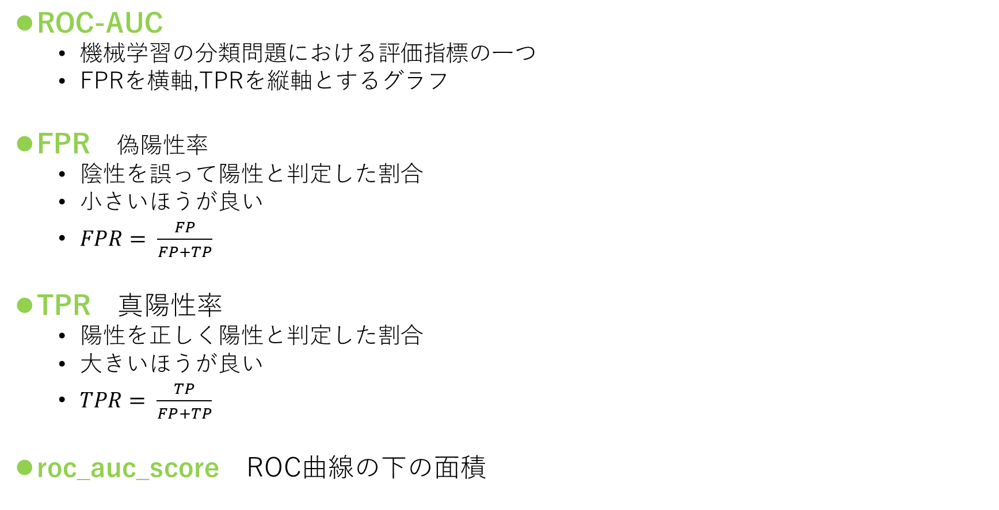 ●ROC-AUC
• 機械学習の分類問題における評価指標の一つ
• FPRを横軸,TPRを縦軸とするグラフ
●FPR　偽陽性率
• 陰性を誤って陽性と判定した割合
• 小さいほうが良い
• FPR = FP/FP+TP
●TPR　真陽性率
• 陽性を正しく陽性と判定した割合
• 大きいほうが良い
• TPR = TP/FP+TP
●roc_auc_score　ROC曲線の下の面積